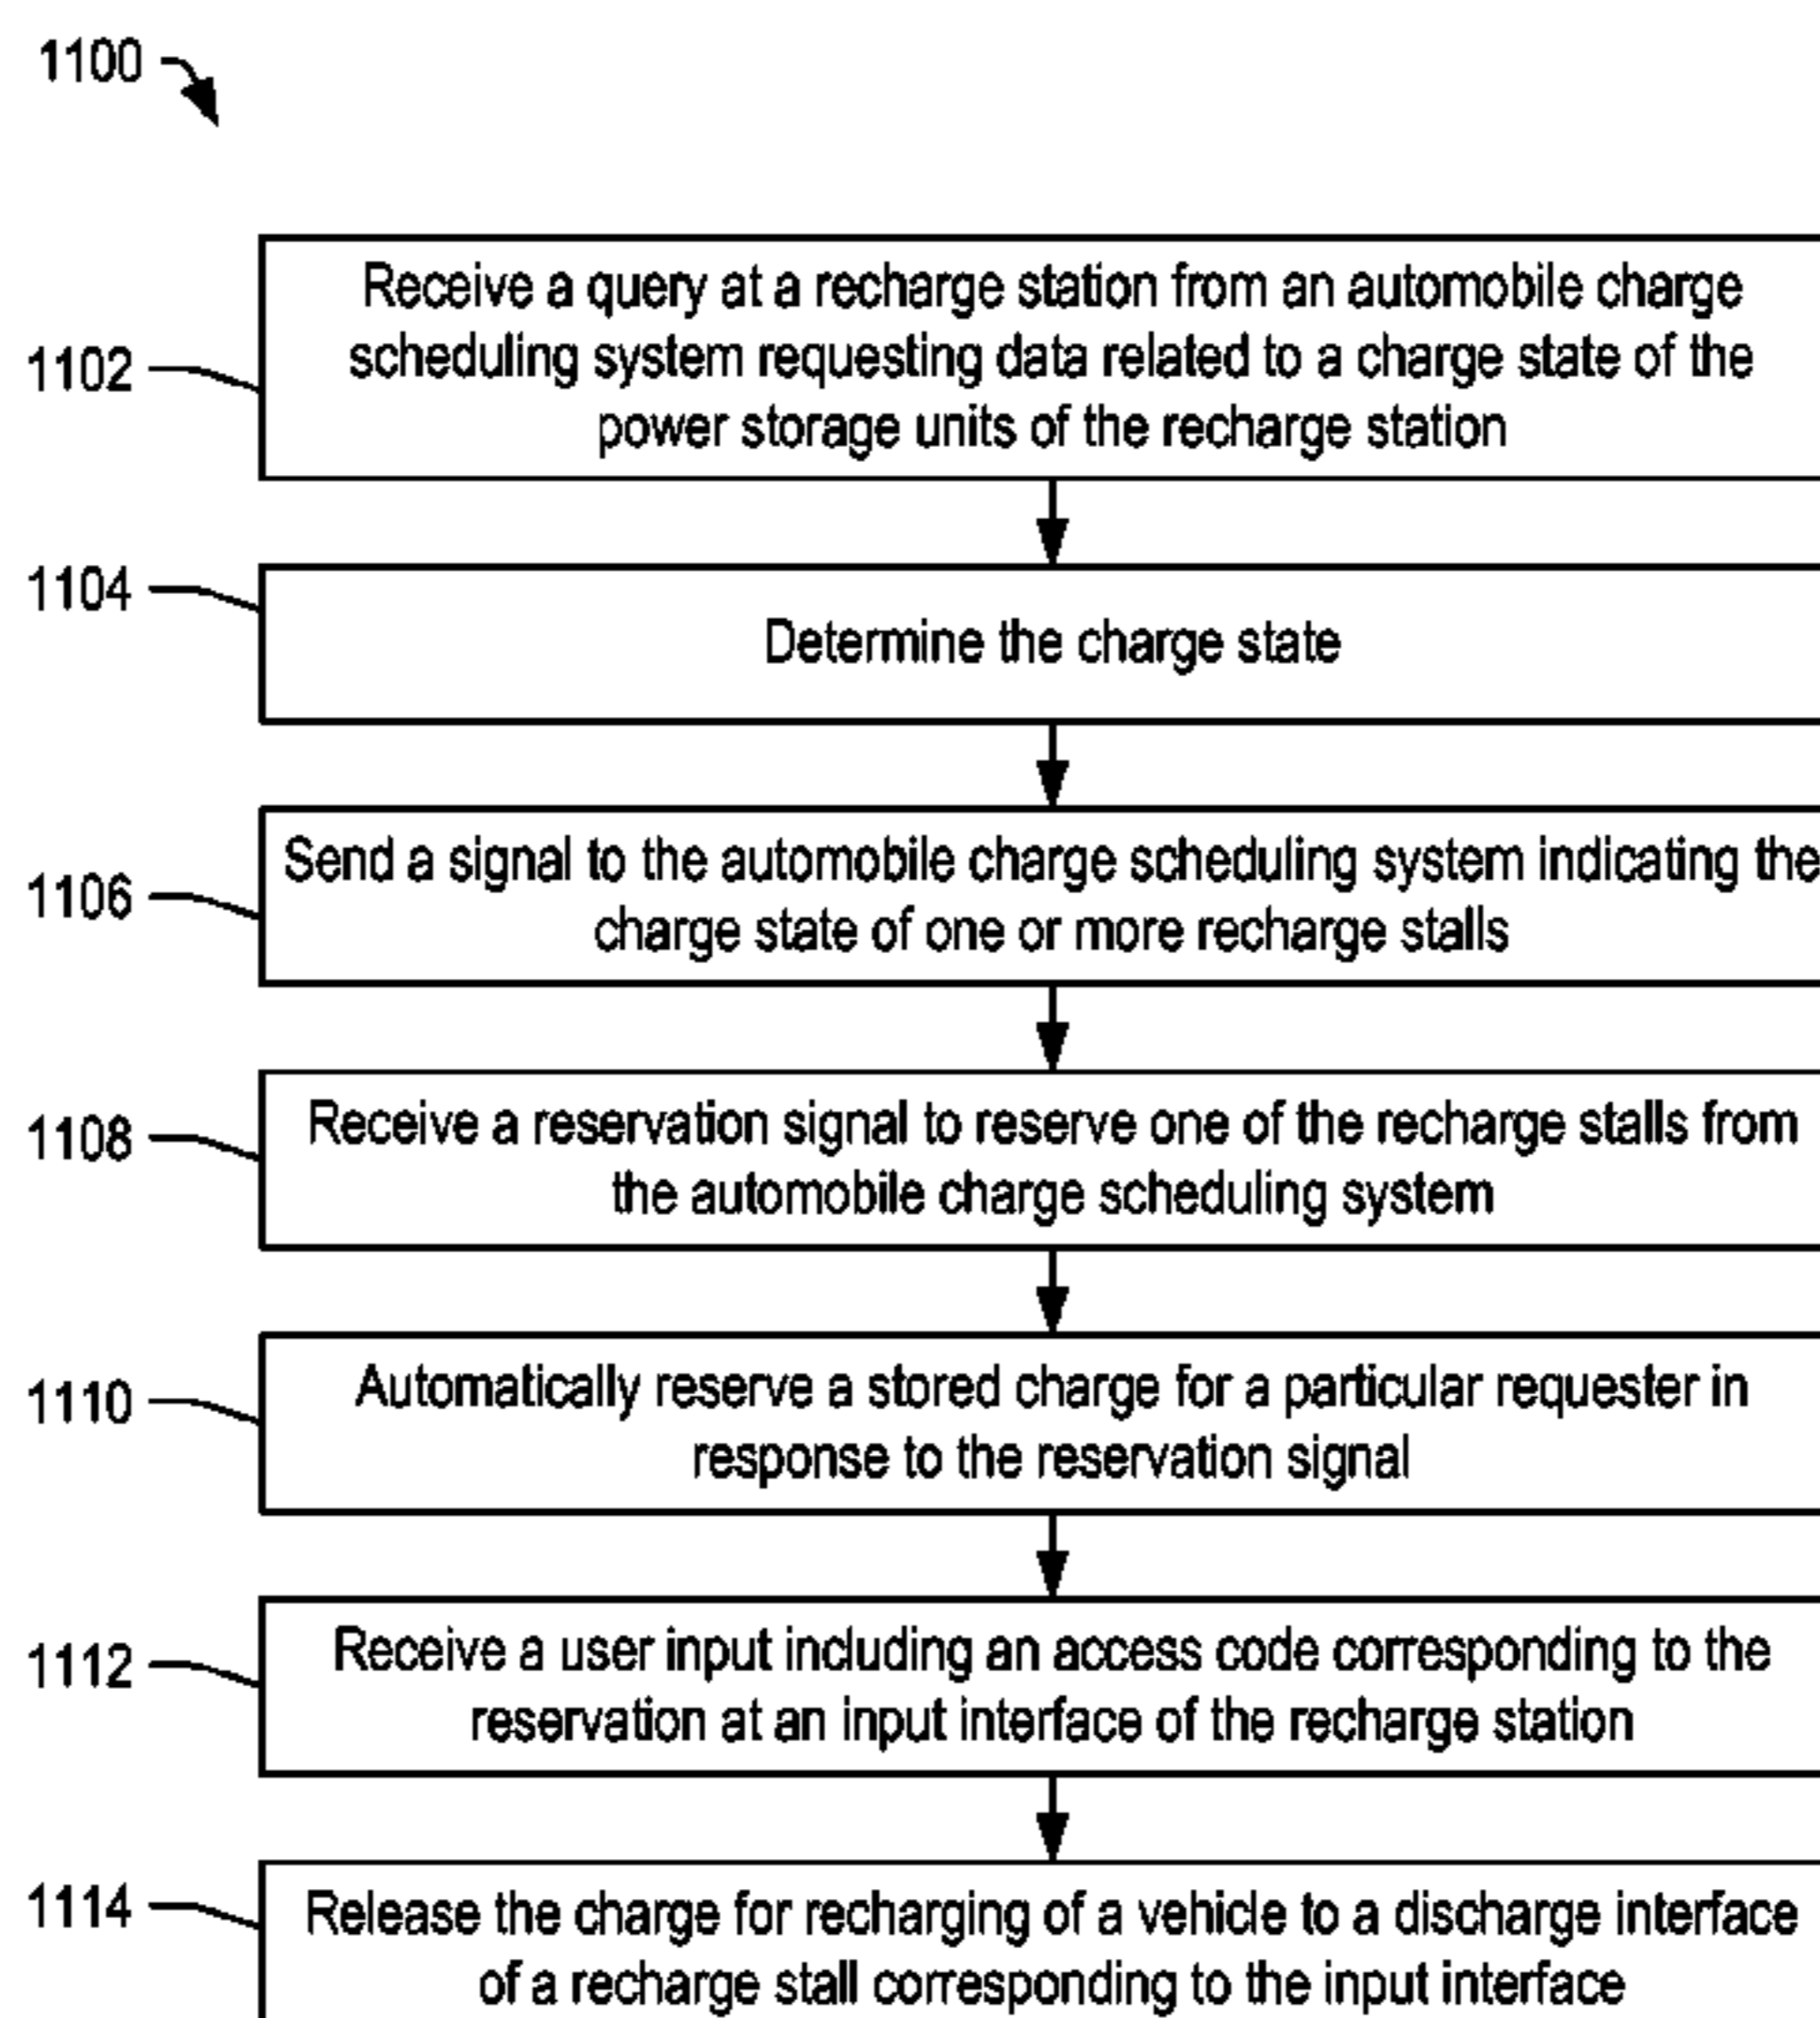 1100
Receive a query at a recharge station from an automobile charge
1102
scheduling system requesting data related to a charge state of the
power storage units of the recharge station
1104
Determine the charge state
Send a signal to the automobile charge scheduling system indicating the
1106
charge state of one or more recharge stalls
1108
Receive a reservation signal to reserve one of the recharge stalls from
the automobile charge scheduling system
1110
Automatically reserve a stored charge for a particular requester in
response to the reservation signal
1112
Receive a user input including an access code corresponding to the
reservation at an input interface of the recharge station
1114
Release the charge for recharging of a vehicle to a discharge interface
of a recharge stall corresponding to the input interface